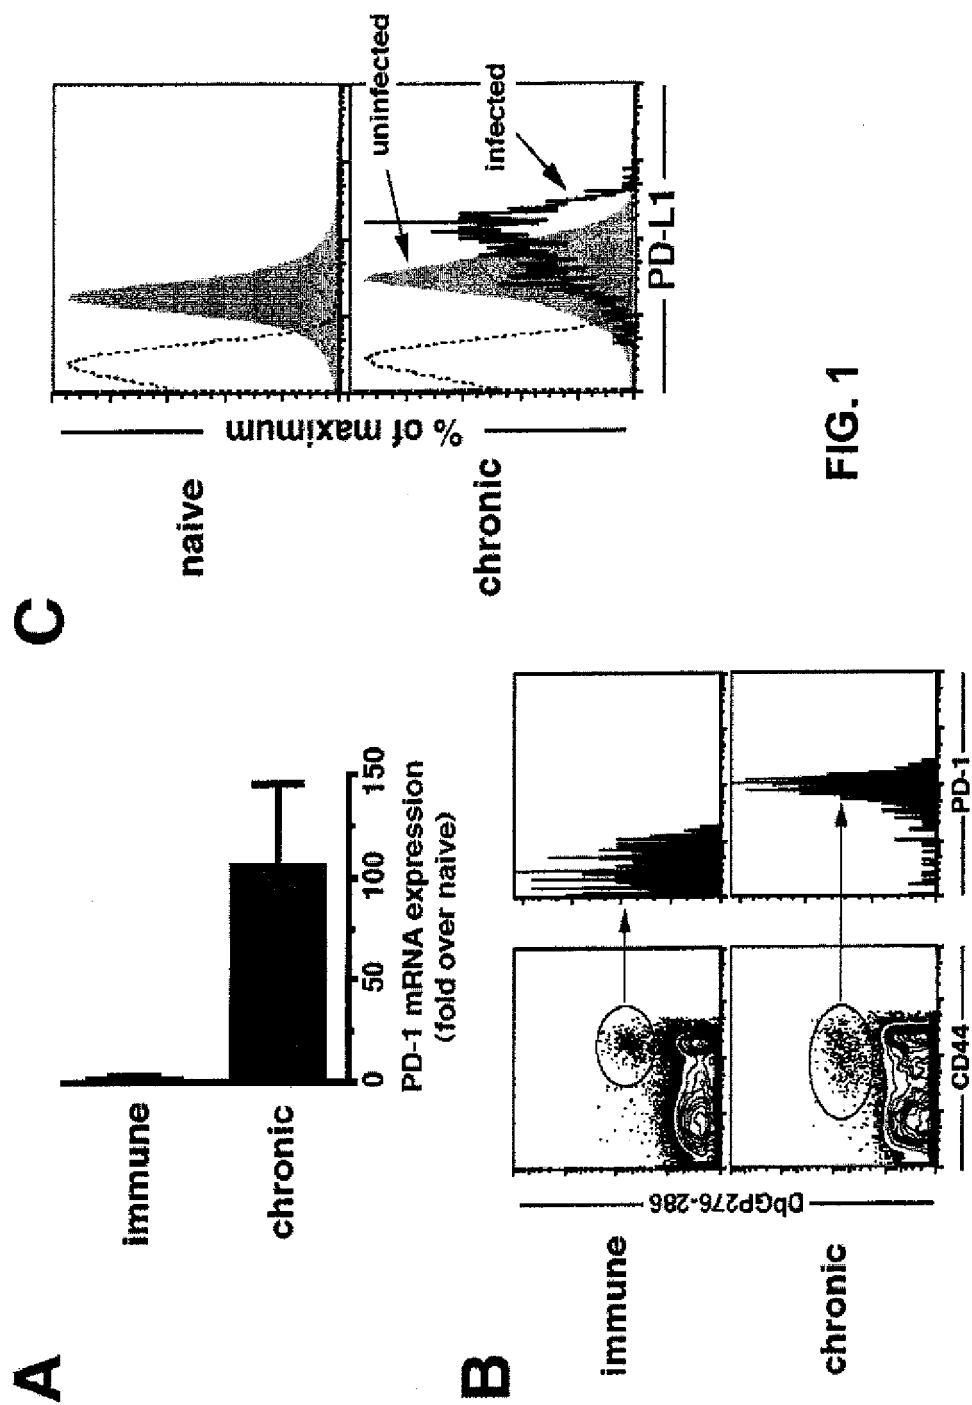 A
immune
chronic
0 50 100 150
PD-1 mRNA expression
(fold over naive)
B
immune
chronic
DbGP276-286
CD44
PD-1
C
naive
chronic
% of maximum
uninfected
infected
PD-L1
FIG. 1